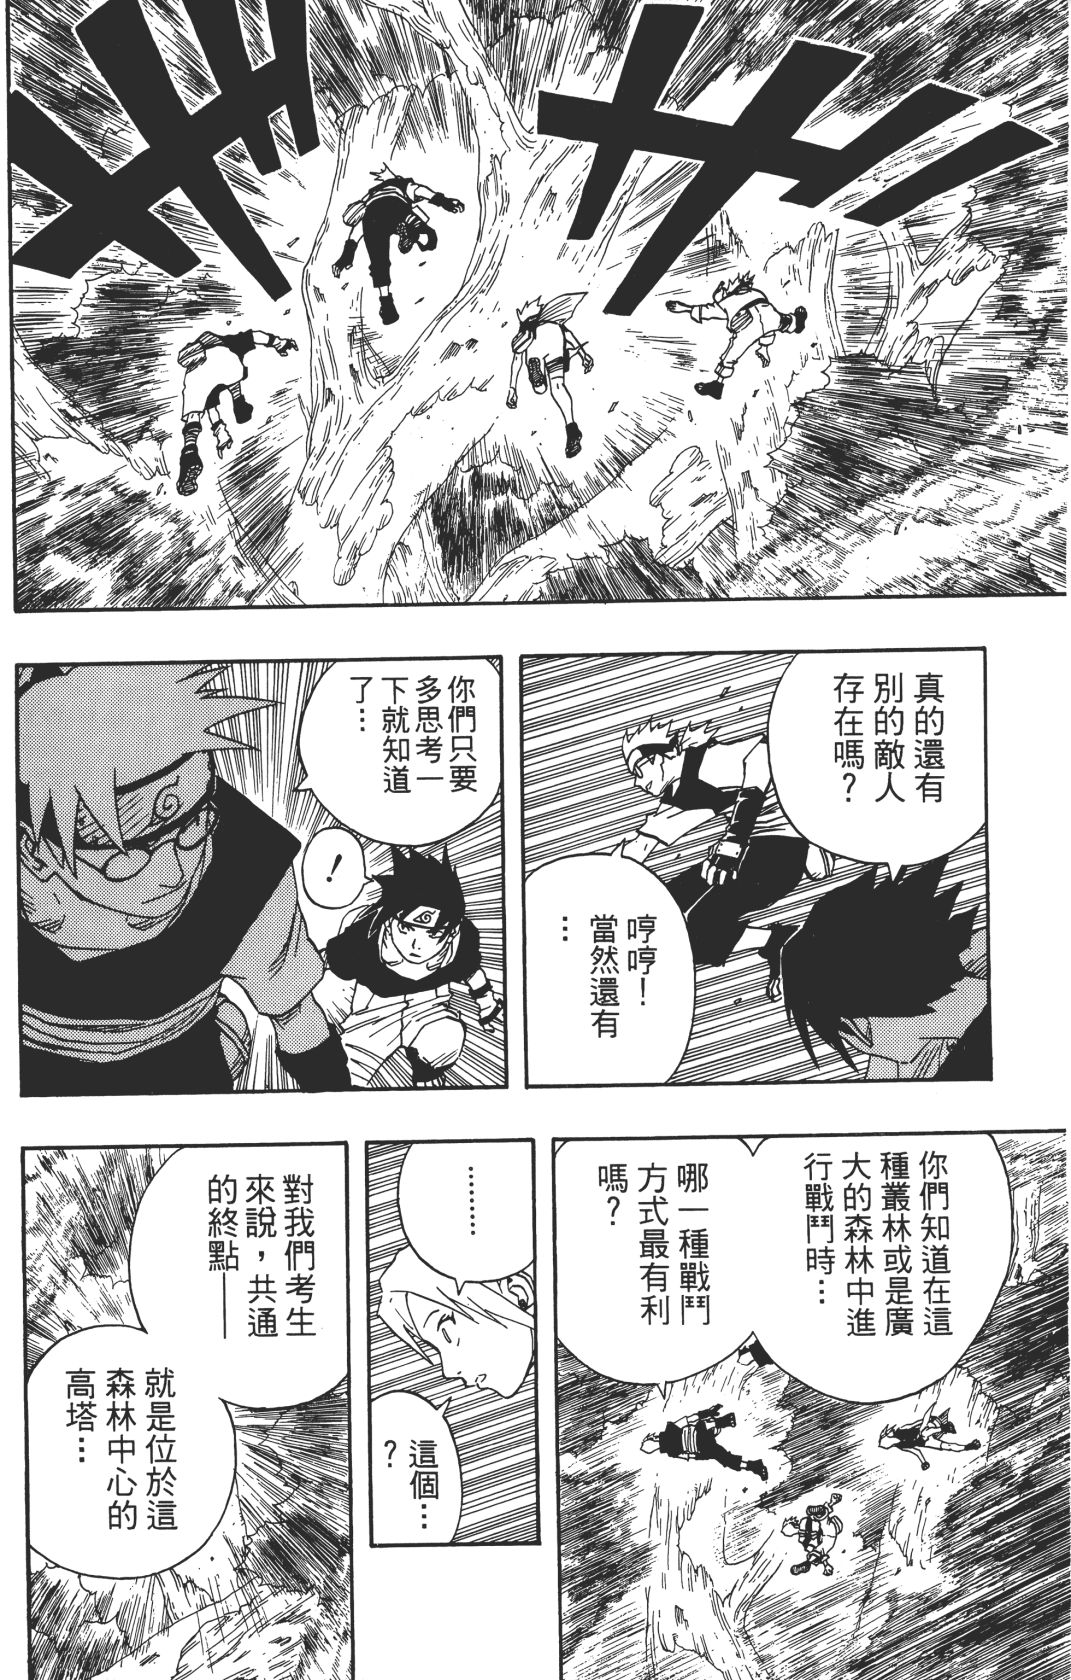 ザザッ
真的還有
別的敵人
存在嗎？
哼哼！
當然還有
…
你們只要
多思考一
下就知道
了…
！
你們知道在這
種叢林或是廣
大的森林中進
行戰鬥時…
哪一種戰鬥
方式最有利
嗎？
………
這個…
？
對我們考生
來說，共通
的終點——
就是位於這
森林中心的
高塔…